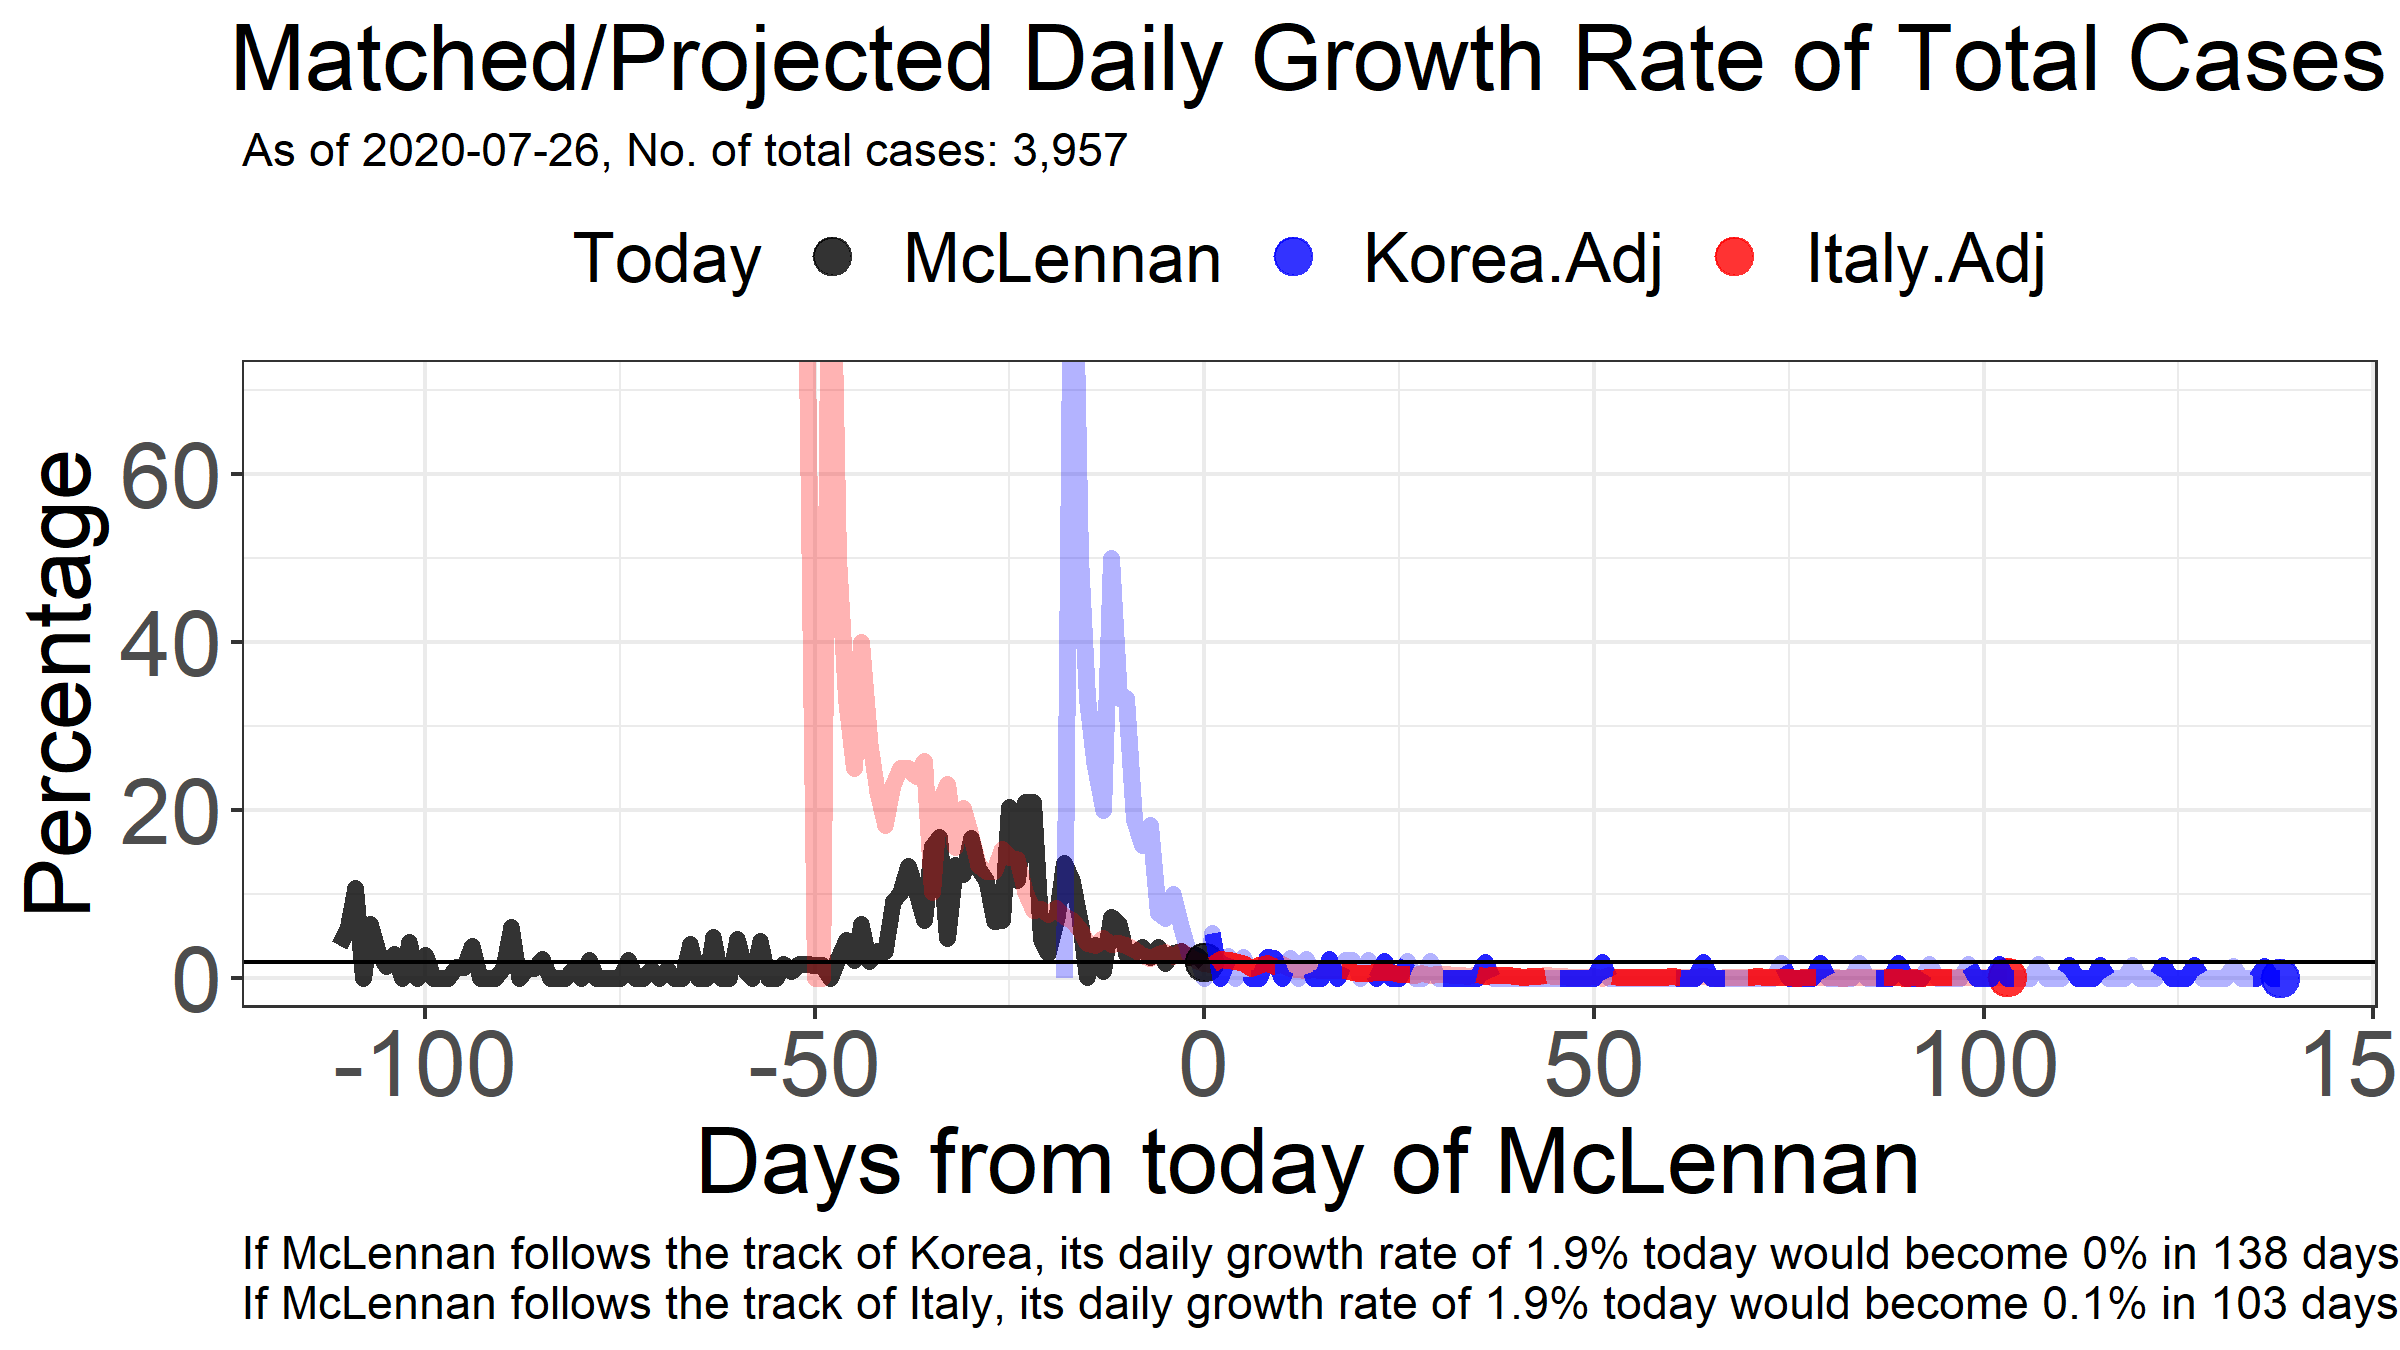 Matched/Projected Daily Growth Rate of Total Cases
As of 2020-07-26, No. of total cases: 3,957
Today McLennan Korea.Adj Italy.Adj
Percentage
60
40
20
0
-100 -50 0 50 100 15
Days from today of McLennan
If McLennan follows the track of Korea, its daily growth rate of 1.9% today would become 0% in 138 days
If McLennan follows the track of Italy, its daily growth rate of 1.9% today would become 0.1% in 103 days